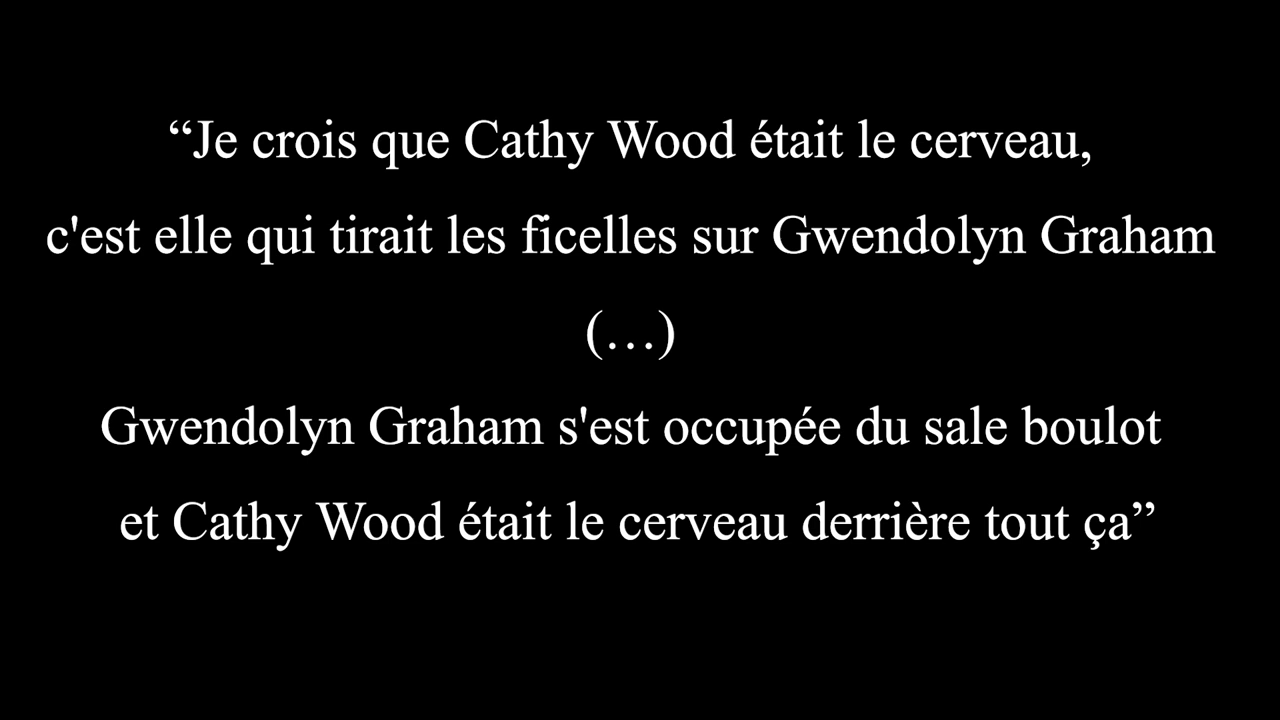 “Je crois que Cathy Wood était le cerveau,
c'est elle qui tirait les ficelles sur Gwendolyn Graham
(…)
Gwendolyn Graham s'est occupée du sale boulot
et Cathy Wood était le cerveau derrière tout ça”